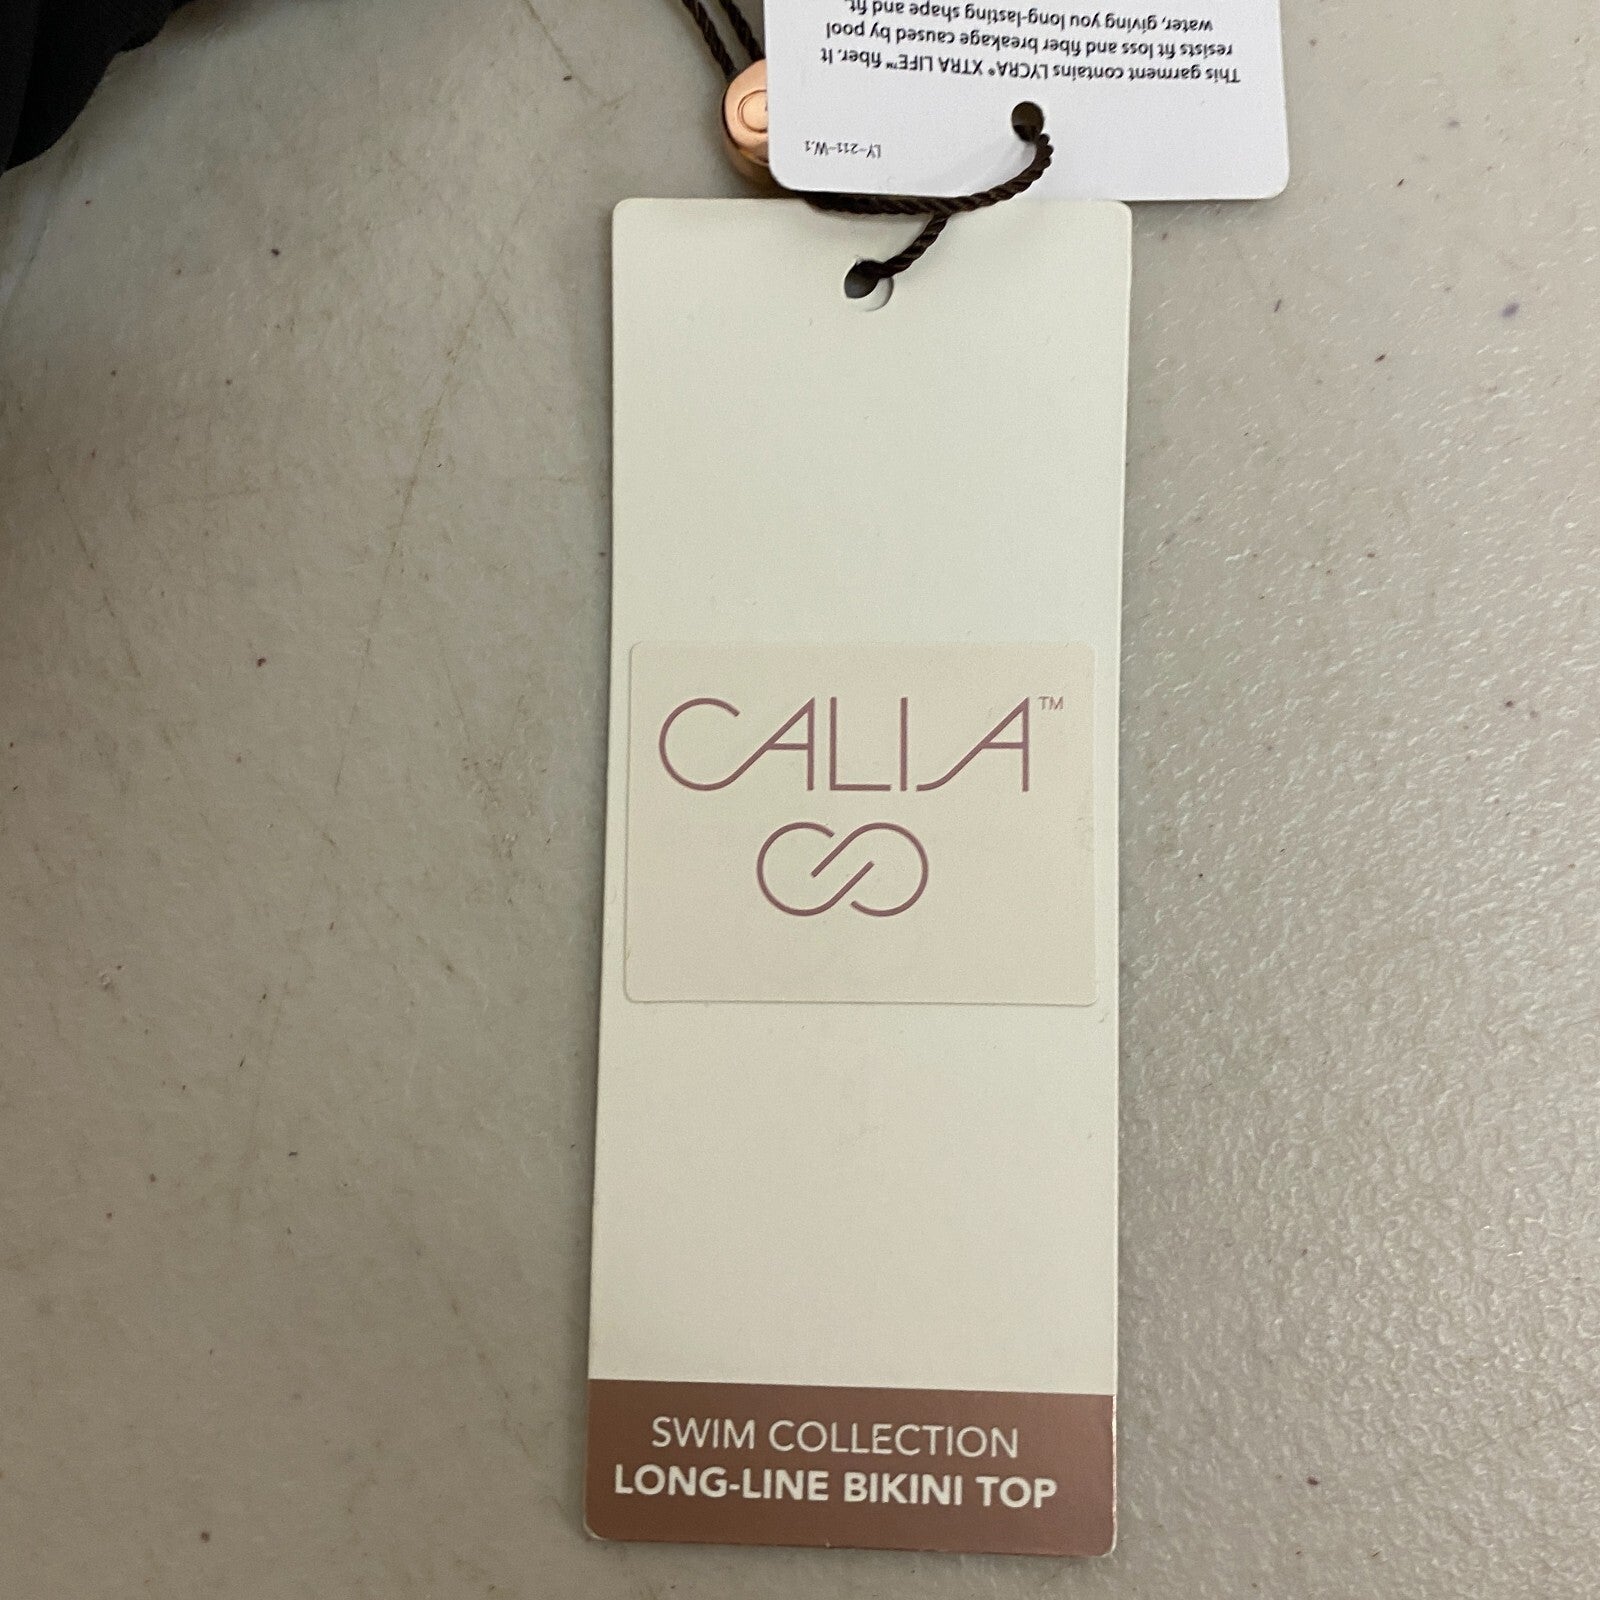 This garment contains LYCRA® XTRA LIFE™ fiber. It
resists fit loss and fiber breakage caused by pool
water, giving you long-lasting shape and fit.
LY-211-W.1
CALIA™
SWIM COLLECTION
LONG-LINE BIKINI TOP